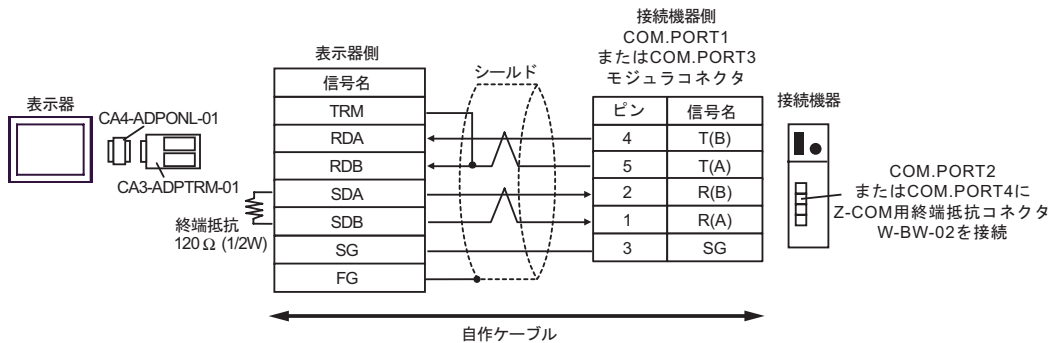 接続機器側
COM.PORT1
またはCOM.PORT3
モジュラコネクタ
表示器側
シールド
信号名
TRM
RDA
RDB
SDA
SDB
SG
FG
ピン 信号名
4 T(B)
5 T(A)
2 R(B)
1 R(A)
3 SG
表示器
CA4-ADPONL-01
CA3-ADPTRM-01
終端抵抗
120Ω (1/2W)
接続機器
COM.PORT2
またはCOM.PORT4に
Z-COM用終端抵抗コネクタ
W-BW-02を接続
自作ケーブル